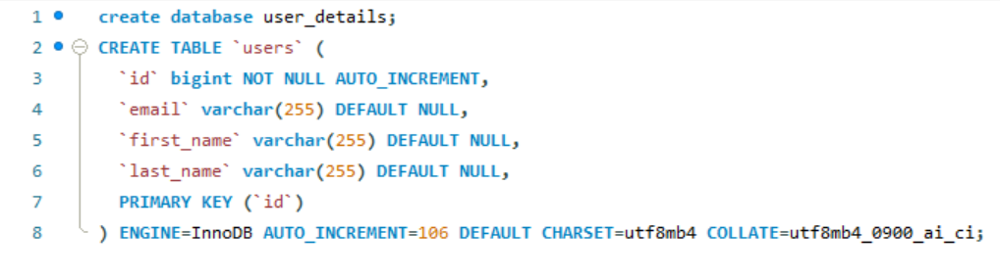 1 create database user_details;
2 CREATE TABLE `users` (
3 `id` bigint NOT NULL AUTO_INCREMENT,
4 `email` varchar(255) DEFAULT NULL,
5 `first_name` varchar(255) DEFAULT NULL,
6 `last_name` varchar(255) DEFAULT NULL,
7 PRIMARY KEY (`id`)
8 ) ENGINE=InnoDB AUTO_INCREMENT=106 DEFAULT CHARSET=utf8mb4 COLLATE=utf8mb4_0900_ai_ci;